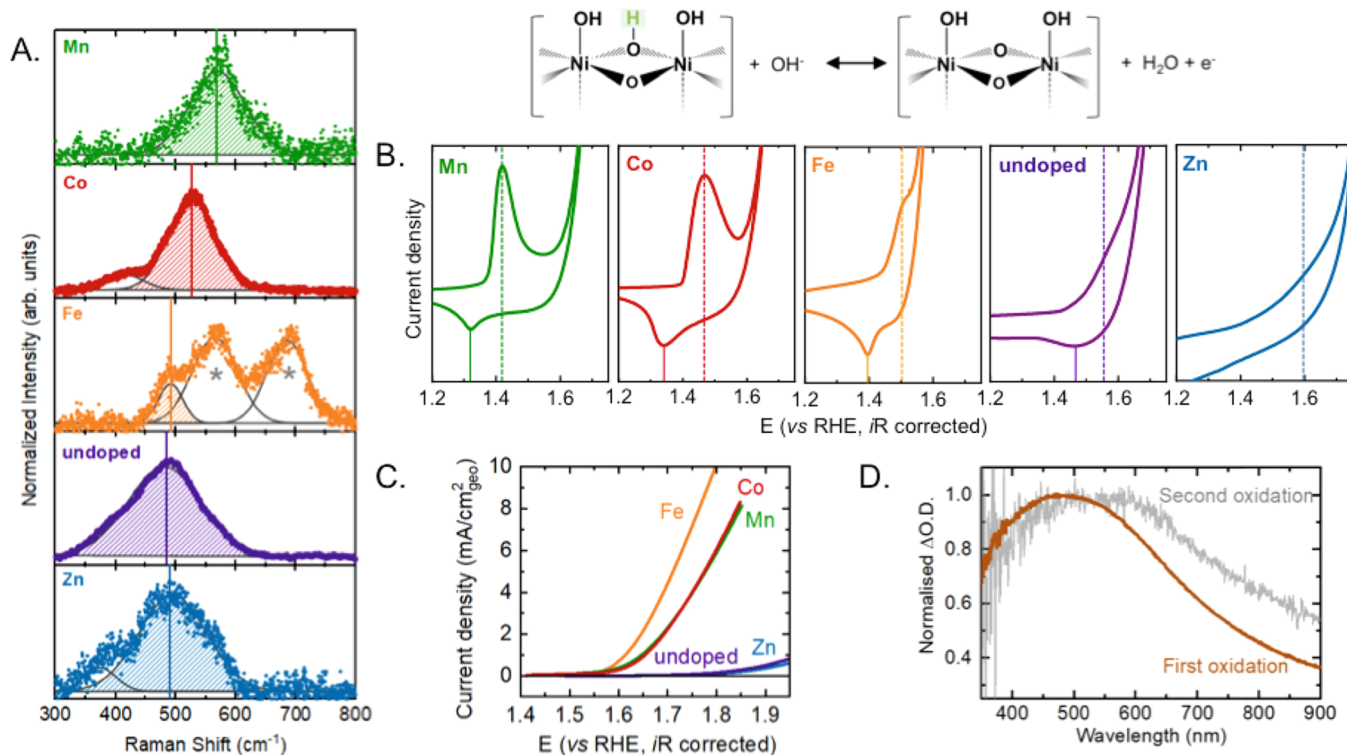 A.
Normalized Intensity (arb. units)
Mn
Co
Fe
* *
undoped
Zn
300 400 500 600 700 800
Raman Shift (cm-1)
OH H OH
Ni O Ni
O
+ OH-
OH OH
Ni O Ni
O
+ H2O + e-
B.
Current density
Mn
Co
Fe
undoped
Zn
1.2 1.4 1.6 1.2 1.4 1.6 1.2 1.4 1.6 1.2 1.4 1.6 1.2 1.4 1.6
E (vs RHE, iR corrected)
C.
Current density (mA/cm2geo)
10
8
6
4
2
0
Fe
Co
Mn
undoped
Zn
1.4 1.5 1.6 1.7 1.8 1.9
E (vs RHE, iR corrected)
D.
Normalised ΔO.D.
1.0
0.8
0.6
0.4
Second oxidation
First oxidation
400 500 600 700 800 900
Wavelength (nm)